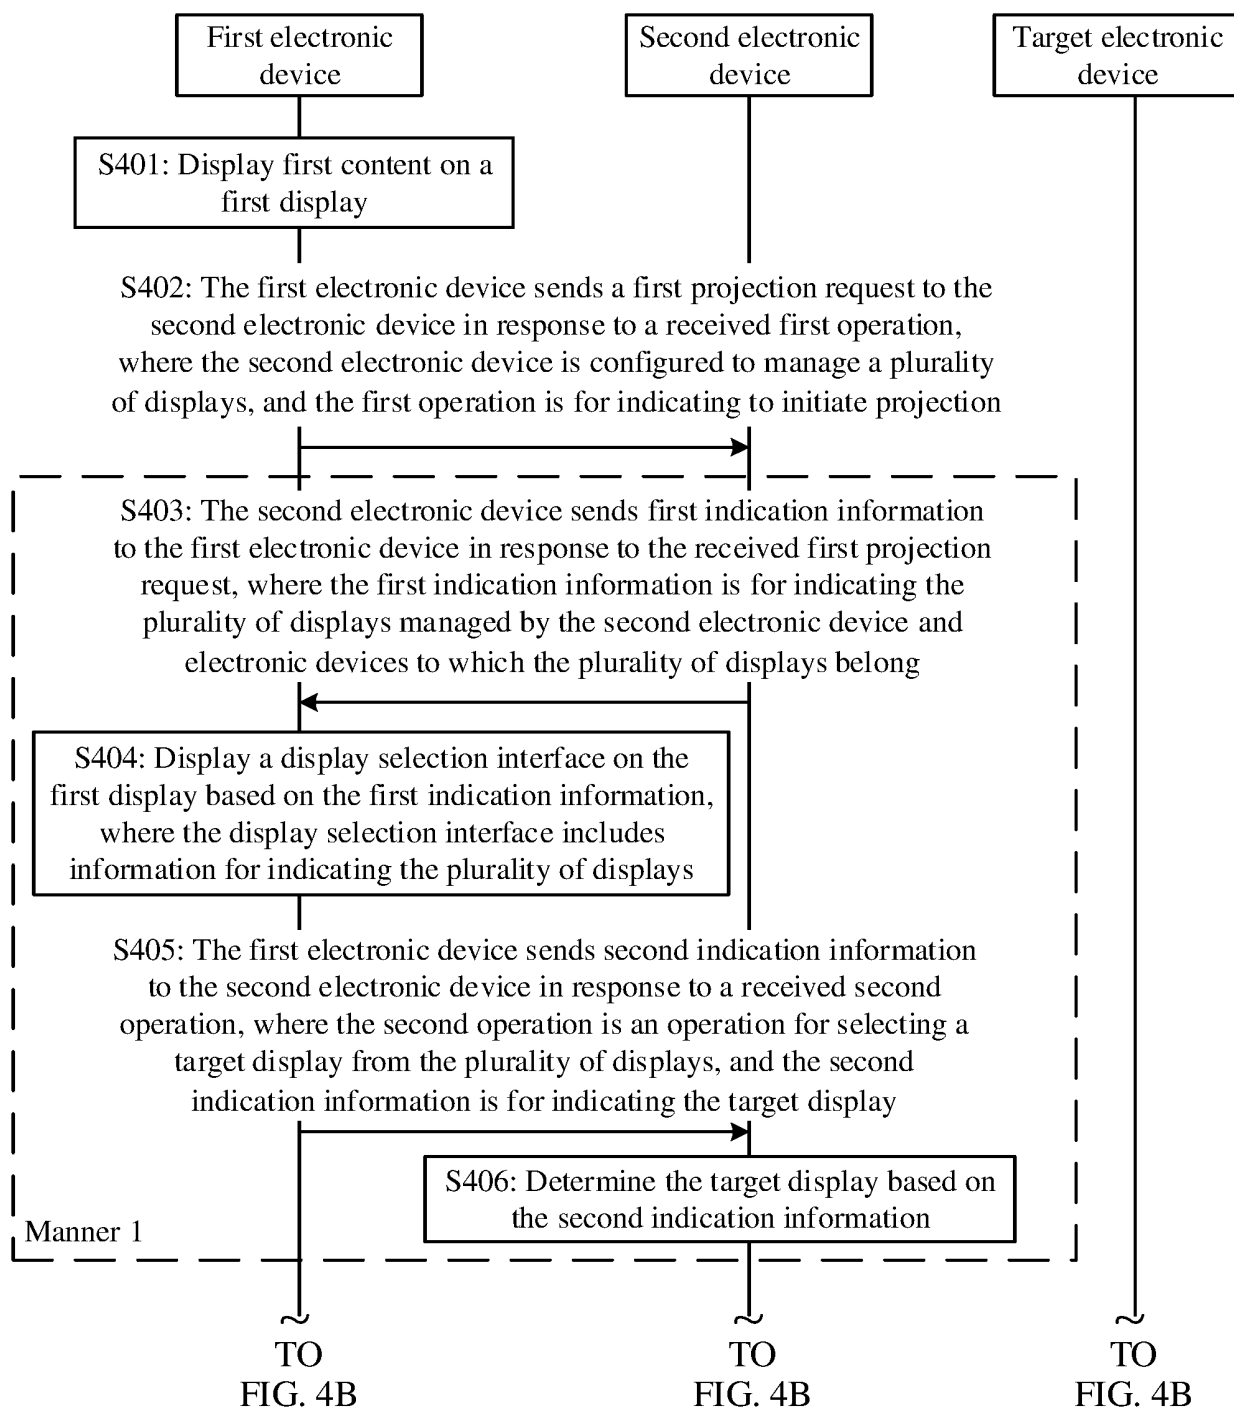 First electronic
device
Second electronic
device
Target electronic
device
S401: Display first content on a
first display
S402: The first electronic device sends a first projection request to the
second electronic device in response to a received first operation,
where the second electronic device is configured to manage a plurality
of displays, and the first operation is for indicating to initiate projection
S403: The second electronic device sends first indication information
to the first electronic device in response to the received first projection
request, where the first indication information is for indicating the
plurality of displays managed by the second electronic device and
electronic devices to which the plurality of displays belong
S404: Display a display selection interface on the
first display based on the first indication information,
where the display selection interface includes
information for indicating the plurality of displays
S405: The first electronic device sends second indication information
to the second electronic device in response to a received second
operation, where the second operation is an operation for selecting a
target display from the plurality of displays, and the second
indication information is for indicating the target display
S406: Determine the target display based on
the second indication information
Manner 1
~
TO
FIG. 4B
~
TO
FIG. 4B
~
TO
FIG. 4B